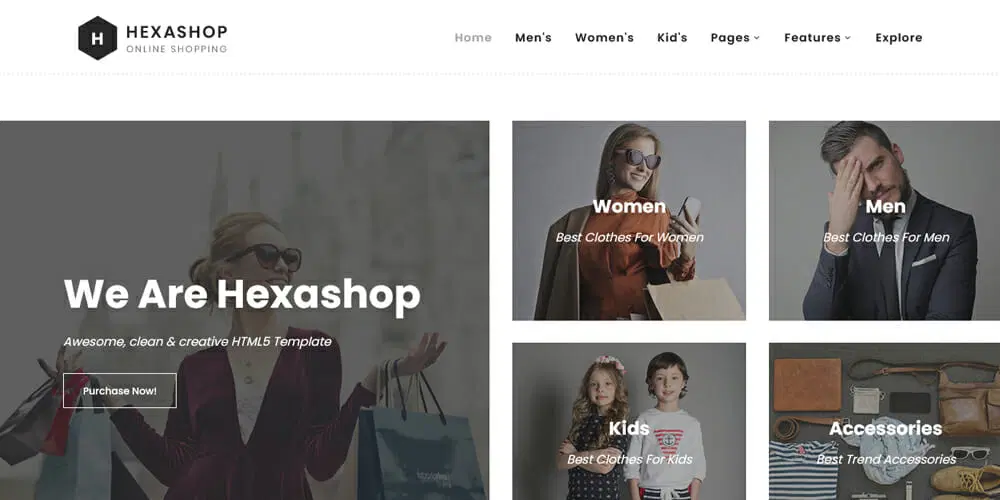 H
HEXASHOP
ONLINE SHOPPING
Home Men's Women's Kid's Pages Features Explore
We Are Hexashop
Awesome, clean & creative HTML5 Template
Purchase Now!
Women
Best Clothes For Women
Men
Best Clothes For Men
Kids
Best Clothes For Kids
Accessories
Best Trend Accessories